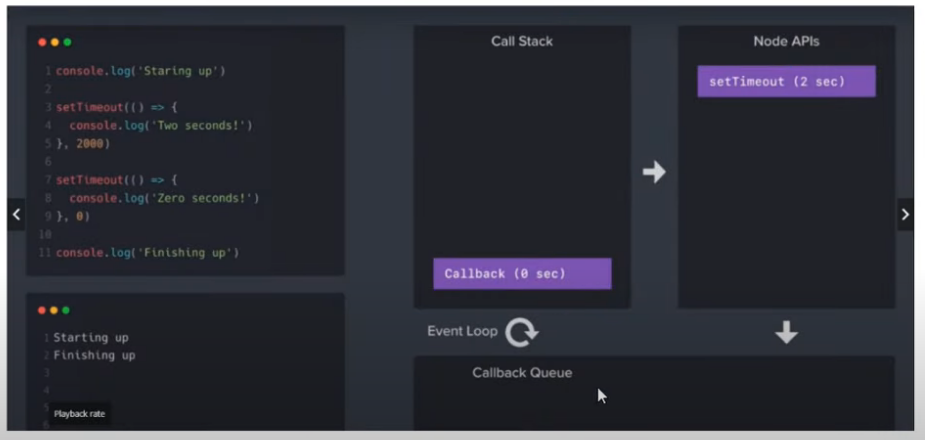 1 console.log('Staring up')
2
3 setTimeout(() => {
4 console.log('Two seconds!')
5 }, 2000)
6
7 setTimeout(() => {
8 console.log('Zero seconds!')
9 }, 0)
10
11 console.log('Finishing up')
1 Starting up
2 Finishing up
3
4
5
6
Playback rate
Call Stack
Callback (0 sec)
Node APIs
setTimeout (2 sec)
Event Loop
Callback Queue